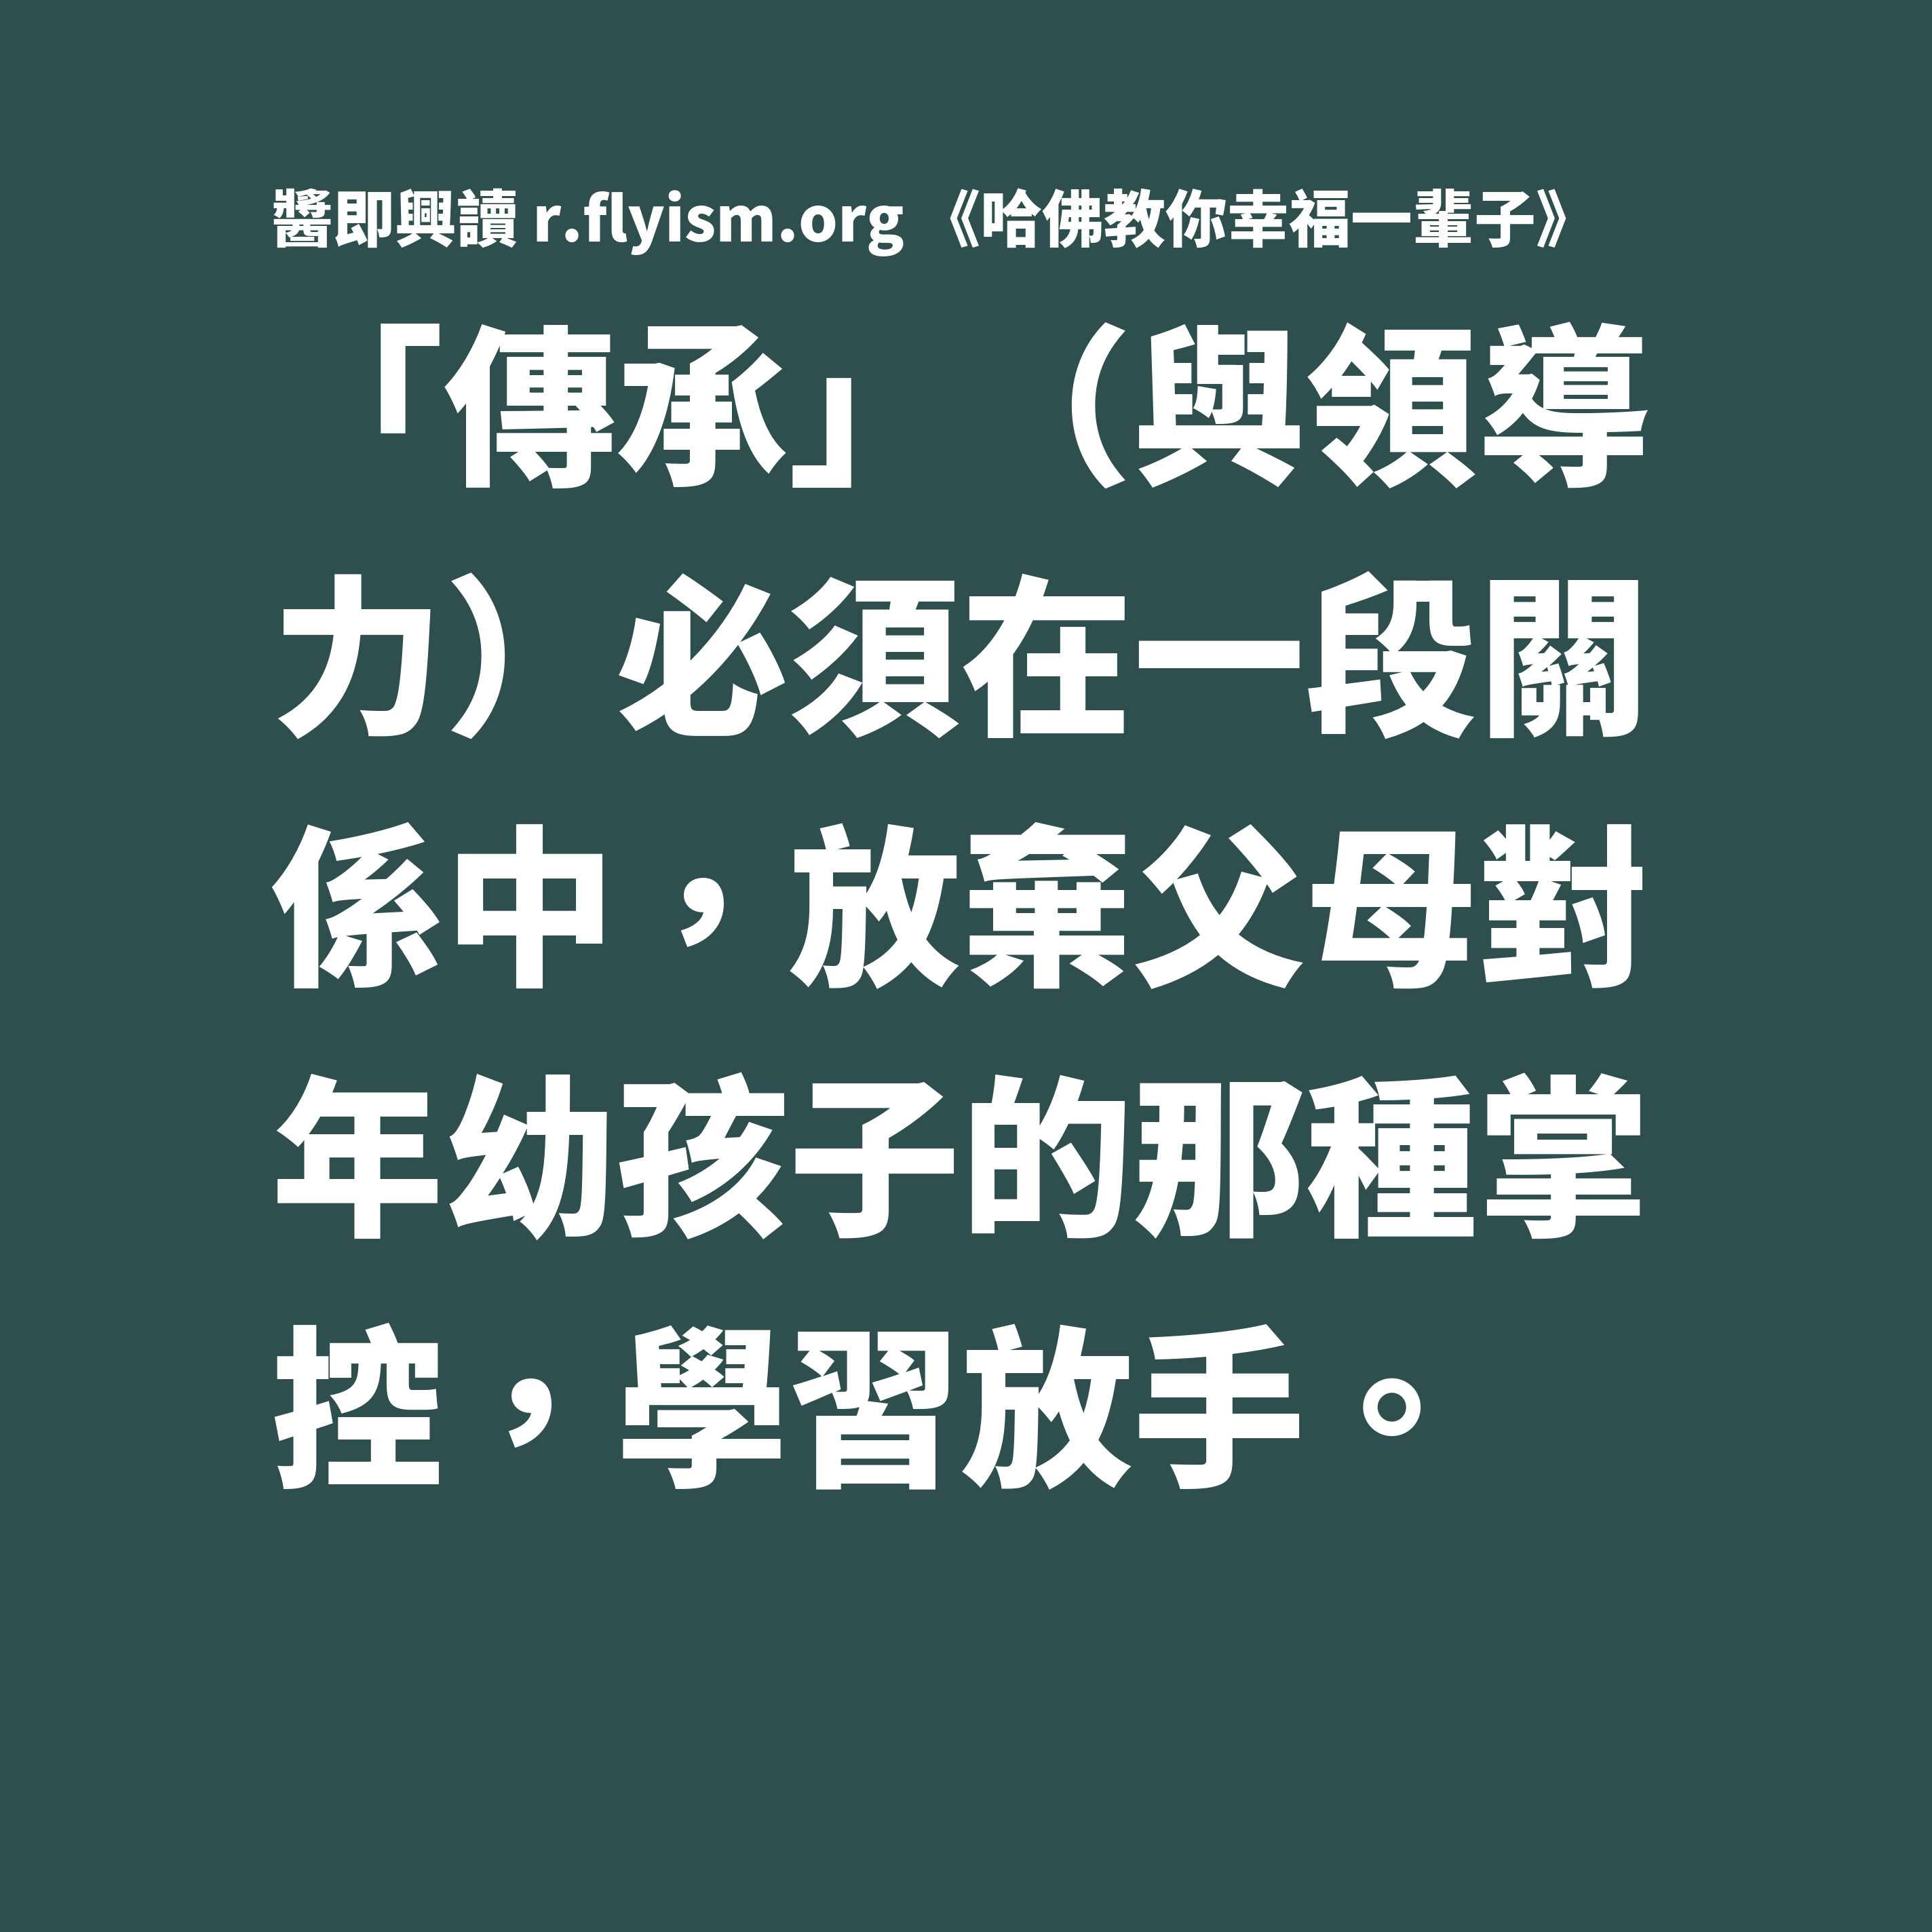 醫即閱讀 r.flyism.org 《哈佛教你幸福一輩子》
「傳承」（與領導
力）必須在一段關
係中，放棄父母對
年幼孩子的那種掌
控，學習放手。